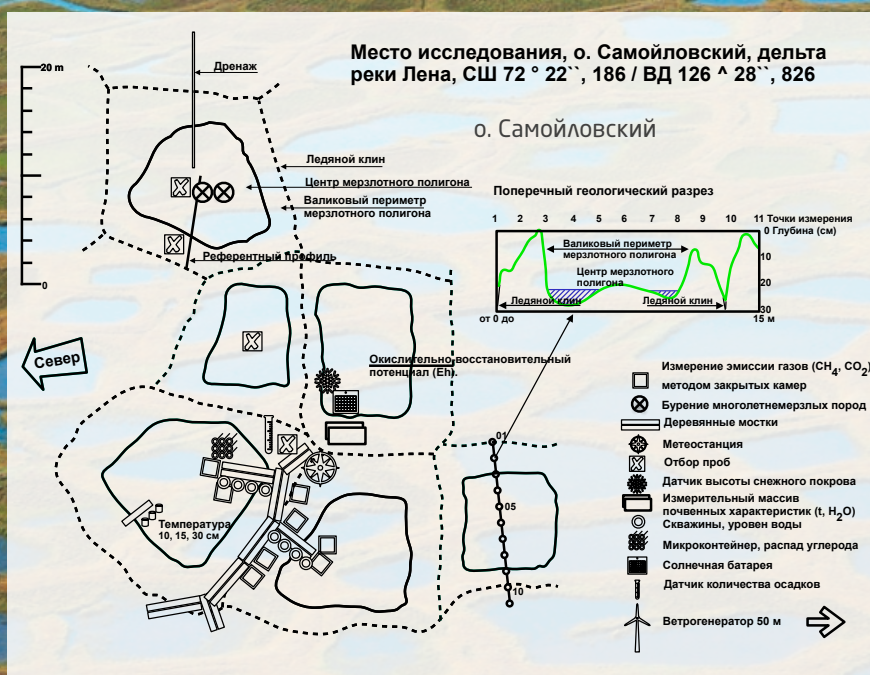 Место исследования, о. Самойловский, дельта
реки Лена, СШ 72 ° 22``, 186 / ВД 126 ^ 28``, 826
о. Самойловский
20 m
0
Дренаж
Ледяной клин
Центр мерзлотного полигона
Валиковый периметр
мерзлотного полигона
Референтный профиль
Поперечный геологический разрез
1 2 3 4 5 6 7 8 9 10 11 Точки измерения
0 Глубина (см)
10
20
30
Валиковый периметр
мерзлотного полигона
Центр мерзлотного
полигона
Ледяной клин
Ледяной клин
от 0 до
15 м
Север
Окислительно-восстановительный
потенциал (Eh).
Температура
10, 15, 30 см
01
05
10
Измерение эмиссии газов (CH4, CO2)
методом закрытых камер
Бурение многолетнемерзлых пород
Деревянные мостки
Метеостанция
Отбор проб
Датчик высоты снежного покрова
Измерительный массив
почвенных характеристик (t, H2O)
Скважины, уровен воды
Микроконтейнер, распад углерода
Солнечная батарея
Датчик количества осадков
Ветрогенератор 50 м